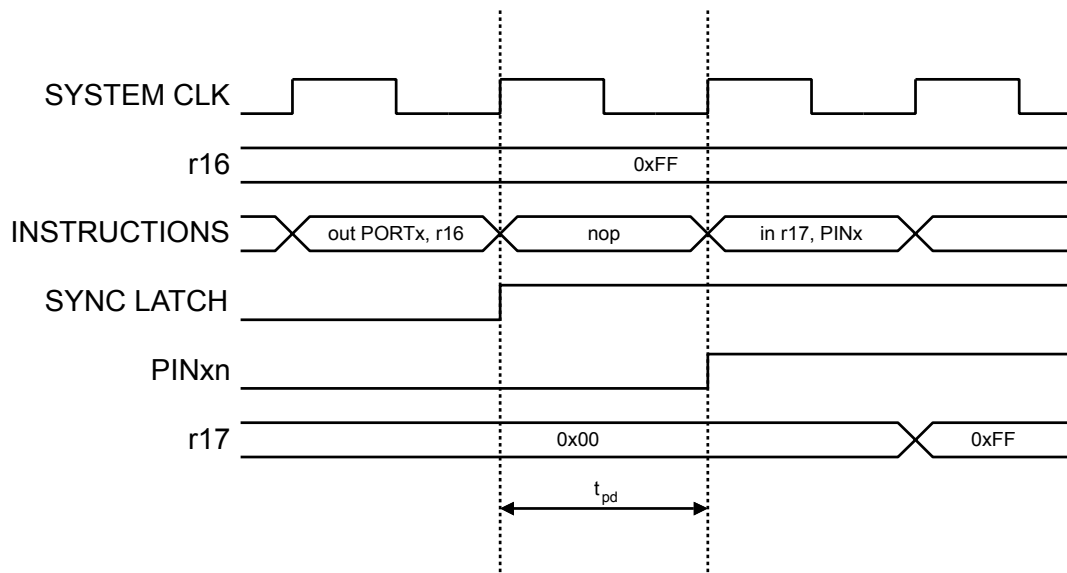 SYSTEM CLK
r16
0xFF
INSTRUCTIONS
out PORTx, r16
nop
in r17, PINx
SYNC LATCH
PINxn
r17
0x00
0xFF
tpd